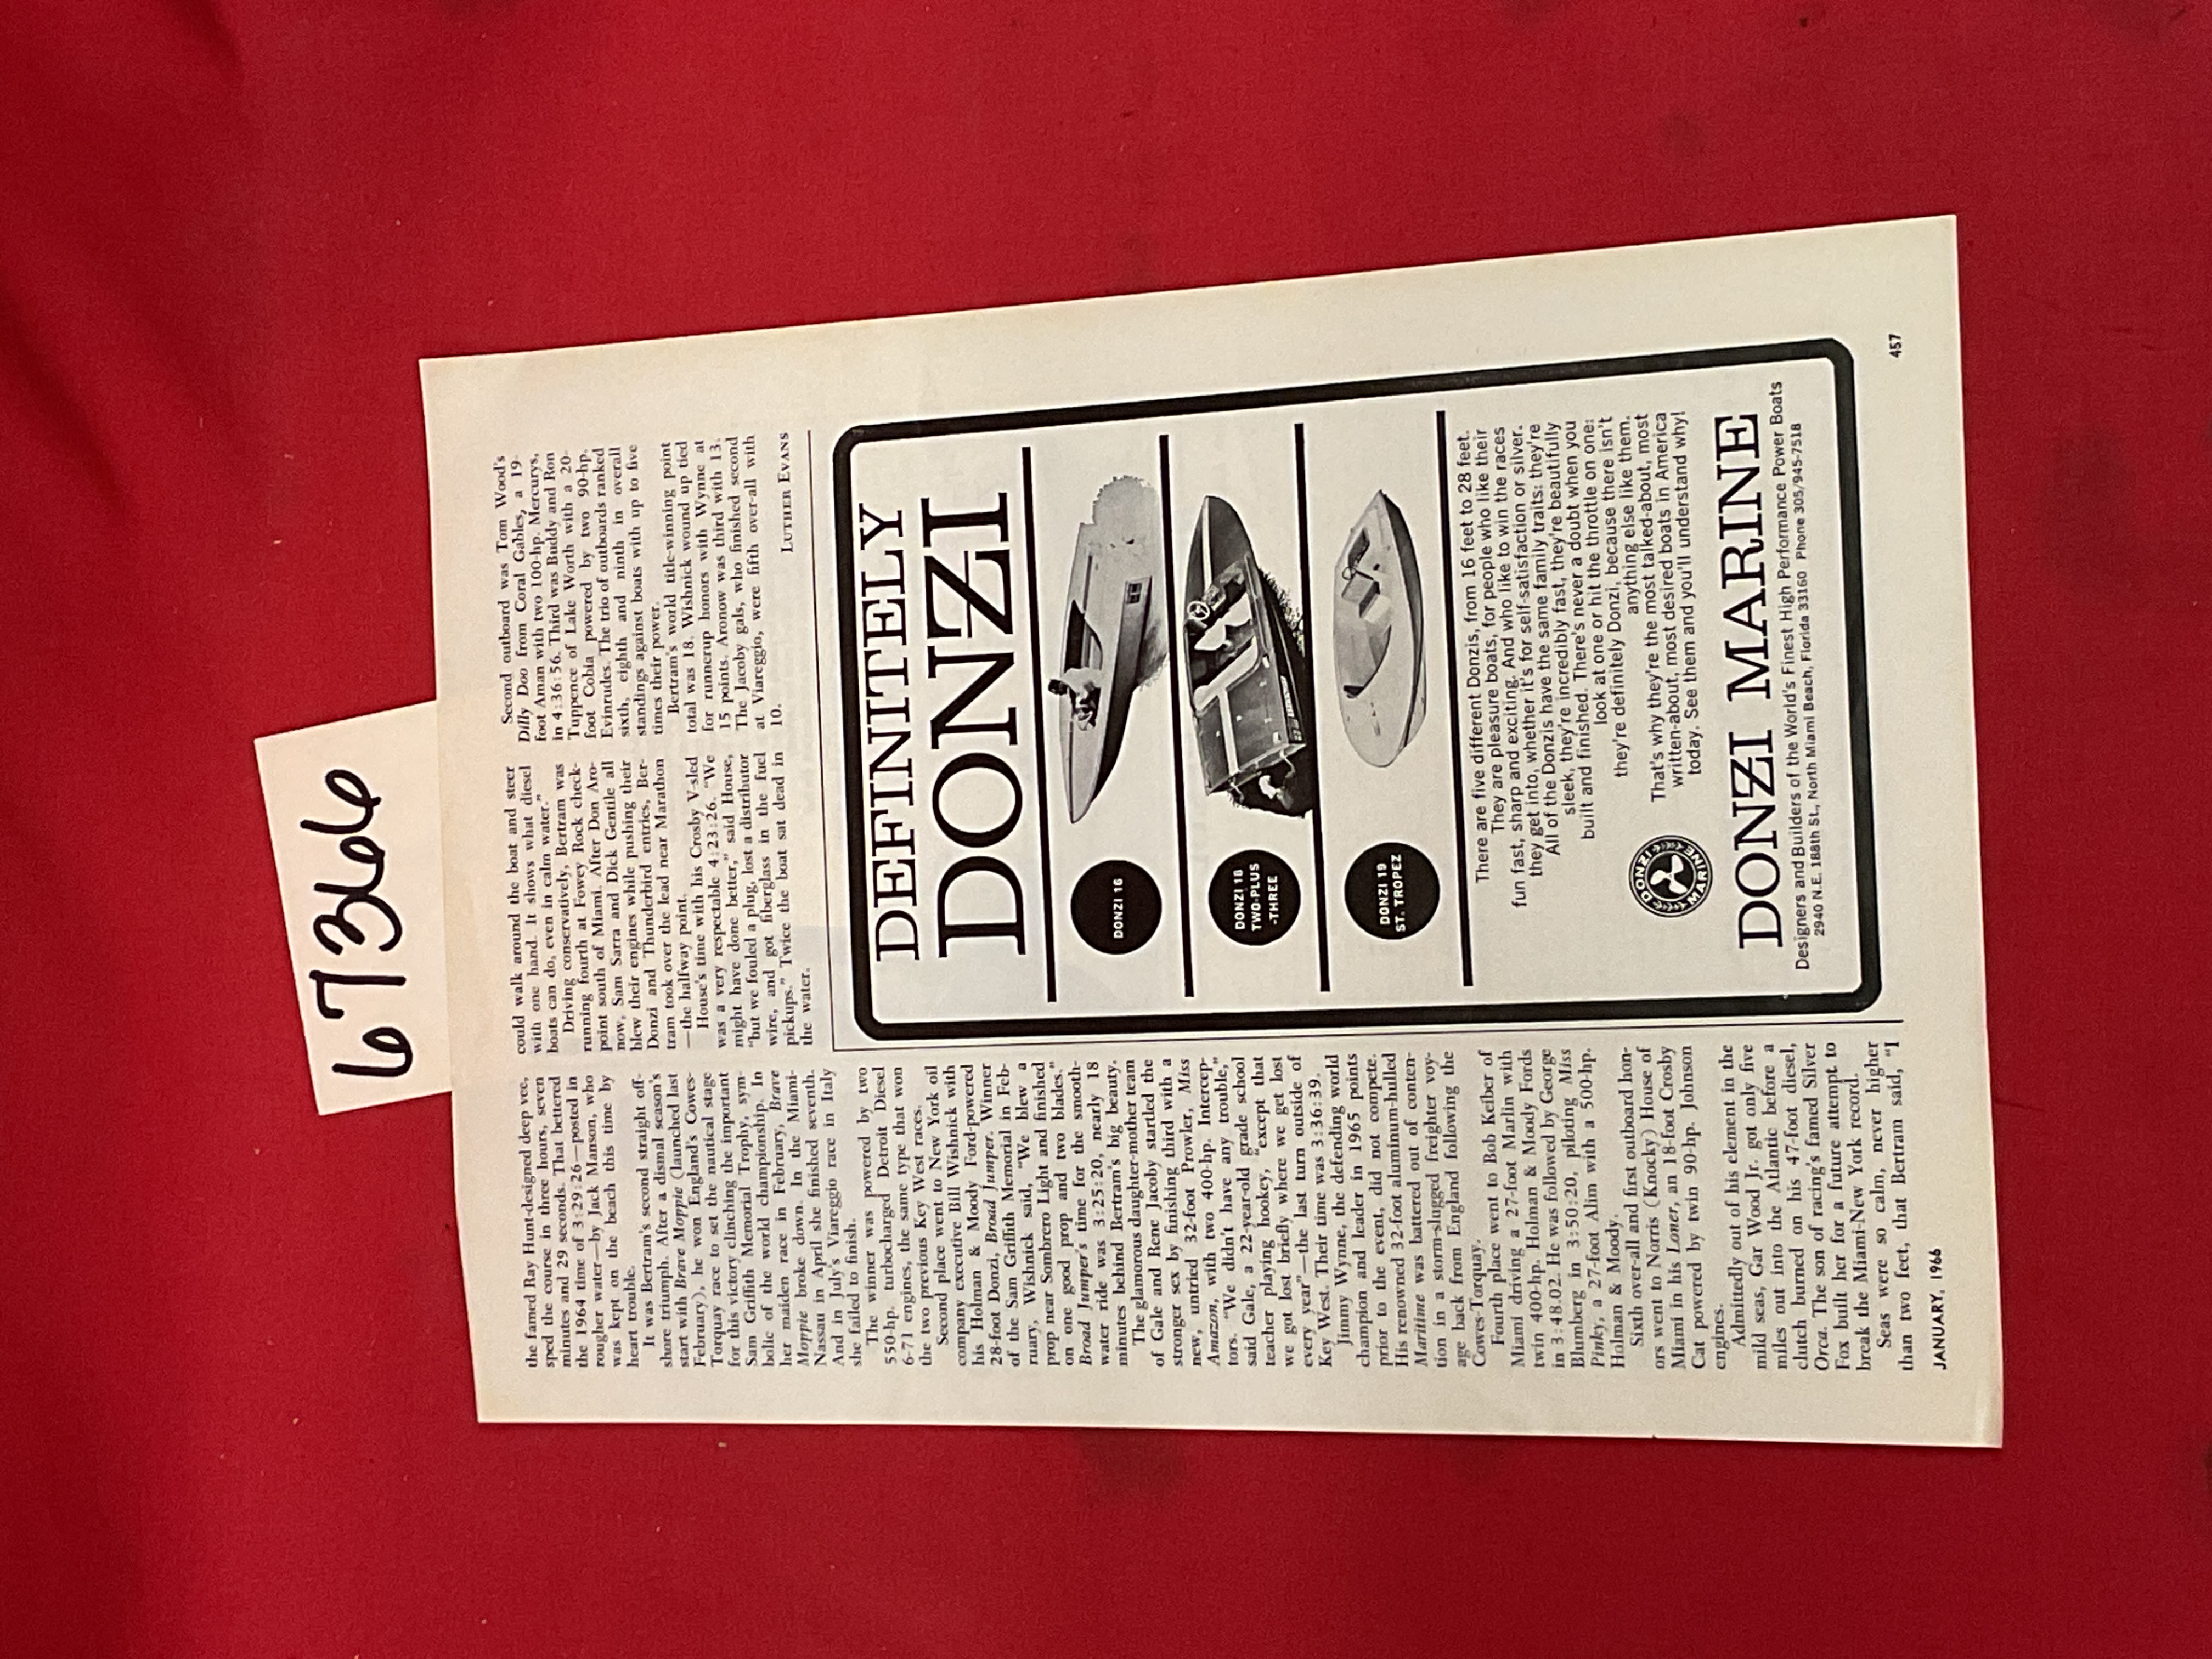 67366
the famed Ray Hunt-designed deep vee,
sped the course in three hours, seven
minutes and 29 seconds. That bettered
the 1964 time of 3:29:26—posted in
rougher water—by Jack Manson, who
was kept on the beach this time by
heart trouble.
It was Bertram's second straight off-
shore triumph. After a dismal season's
start with Brave Moppie (launched last
February), he won England's Cowes-
Torquay race to set the nautical stage
for this victory clinching the important
Sam Griffith Memorial Trophy, sym-
bolic of the world championship. In
her maiden race in February, Brave
Moppie broke down. In the Miami-
Nassau in April she finished seventh.
And in July's Viareggio race in Italy
she failed to finish.
The winner was powered by two
550-hp. turbocharged Detroit Diesel
6-71 engines, the same type that won
the two previous Key West races.
Second place went to New York oil
company executive Bill Wishnick with
his Holman & Moody Ford-powered
28-foot Donzi, Broad Jumper. Winner
of the Sam Griffith Memorial in Feb-
ruary, Wishnick said, "We blew a
prop near Sombrero Light and finished
on one good prop and two blades."
Broad Jumper's time for the smooth-
water ride was 3:25:20, nearly 18
minutes behind Bertram's big beauty.
The glamorous daughter-mother team
of Gale and Rene Jacoby startled the
stronger sex by finishing third with a
new, untried 32-foot Prowler, Miss
Amazon, with two 400-hp. Intercep-
tors. "We didn't have any trouble,"
said Gale, a 22-year-old grade school
teacher playing hookey, "except that
we got lost briefly where we get lost
every year"—the last turn outside of
Key West. Their time was 3:36:39.
Jimmy Wynne, the defending world
champion and leader in 1965 points
prior to the event, did not compete.
His renowned 32-foot aluminum-hulled
Maritime was battered out of conten-
tion in a storm-slugged freighter voy-
age back from England following the
Cowes-Torquay.
Fourth place went to Bob Keiber of
Miami driving a 27-foot Marlin with
twin 400-hp. Holman & Moody Fords
in 3:48.02. He was followed by George
Blumberg in 3:50:20, piloting Miss
Pinky, a 27-foot Alim with a 500-hp.
Holman & Moody.
Sixth over-all and first outboard hon-
ors went to Norris (Knocky) House of
Miami in his Loner, an 18-foot Crosby
Cat powered by twin 90-hp. Johnson
engines.
Admittedly out of his element in the
mild seas, Gar Wood Jr. got only five
miles out into the Atlantic before a
clutch burned on his 47-foot diesel,
Orca. The son of racing's famed Silver
Fox built her for a future attempt to
break the Miami-New York record.
Seas were so calm, never higher
than two feet, that Bertram said, "I
could walk around the boat and steer
with one hand. It shows what diesel
boats can do, even in calm water."
Driving conservatively, Bertram was
running fourth at Fowey Rock check-
point south of Miami. After Don Aro-
now, Sam Sarra and Dick Gentile all
blew their engines while pushing their
Donzi and Thunderbird entries, Ber-
tram took over the lead near Marathon
—the halfway point.
House's time with his Crosby V-sled
was a very respectable 4:23:26. "We
might have done better," said House,
"but we fouled a plug, lost a distributor
wire, and got fiberglass in the fuel
pickups." Twice the boat sat dead in
the water.
Second outboard was Tom Wood's
Dilly Doo from Coral Gables, a 19-
foot Aman with two 100-hp. Mercurys,
in 4:36:56. Third was Buddy and Ron
Tuppence of Lake Worth with a 20-
foot Cobia powered by two 90-hp.
Evinrudes. The trio of outboards ranked
sixth, eighth and ninth in overall
standings against boats with up to five
times their power.
Bertram's world title-winning point
total was 18. Wishnick wound up tied
for runnerup honors with Wynne at
15 points. Aronow was third with 13.
The Jacoby gals, who finished second
at Viareggio, were fifth over-all with
10.
LUTHER EVANS
DEFINITELY
DONZI
DONZI 16
DONZI 18
TWO-PLUS
-THREE
DONZI 19
ST. TROPEZ
There are five different Donzis, from 16 feet to 28 feet.
They are pleasure boats, for people who like their
fun fast, sharp and exciting. And who like to win the races
they get into, whether it's for self-satisfaction or silver.
All of the Donzis have the same family traits: they're
sleek, they're incredibly fast, they're beautifully
built and finished. There's never a doubt when you
look at one or hit the throttle on one:
they're definitely Donzi, because there isn't
anything else like them.
That's why they're the most talked-about, most
written-about, most desired boats in America
today. See them and you'll understand why!
DONZI MARINE
DONZI MARINE
Designers and Builders of the World's Finest High Performance Power Boats
2940 N.E. 188th St., North Miami Beach, Florida 33160 Phone 305/945-7518
JANUARY, 1966
457